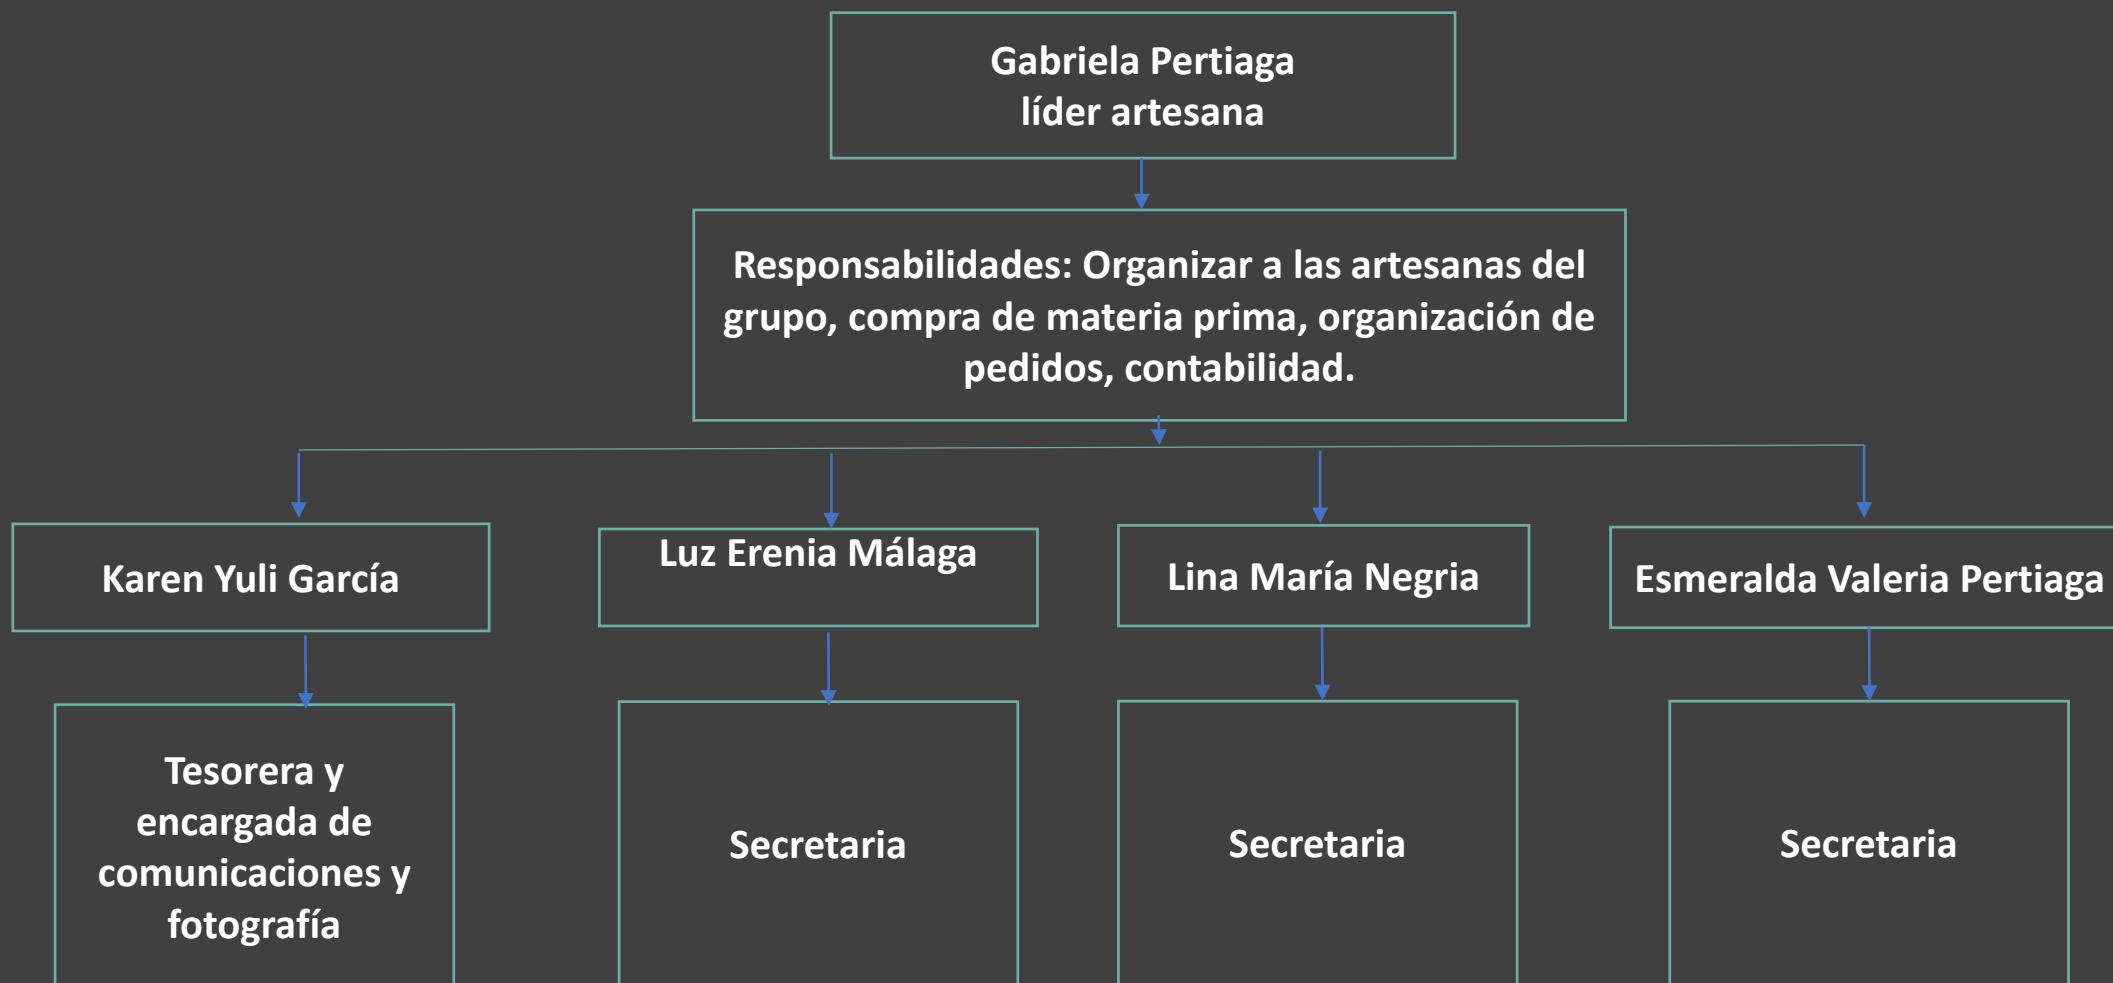 Gabriela Pertiaga
líder artesana
Responsabilidades: Organizar a las artesanas del
grupo, compra de materia prima, organización de
pedidos, contabilidad.
Karen Yuli García
Luz Erenia Málaga
Lina María Negria
Esmeralda Valeria Pertiaga
Tesorera y
encargada de
comunicaciones y
fotografía
Secretaria
Secretaria
Secretaria